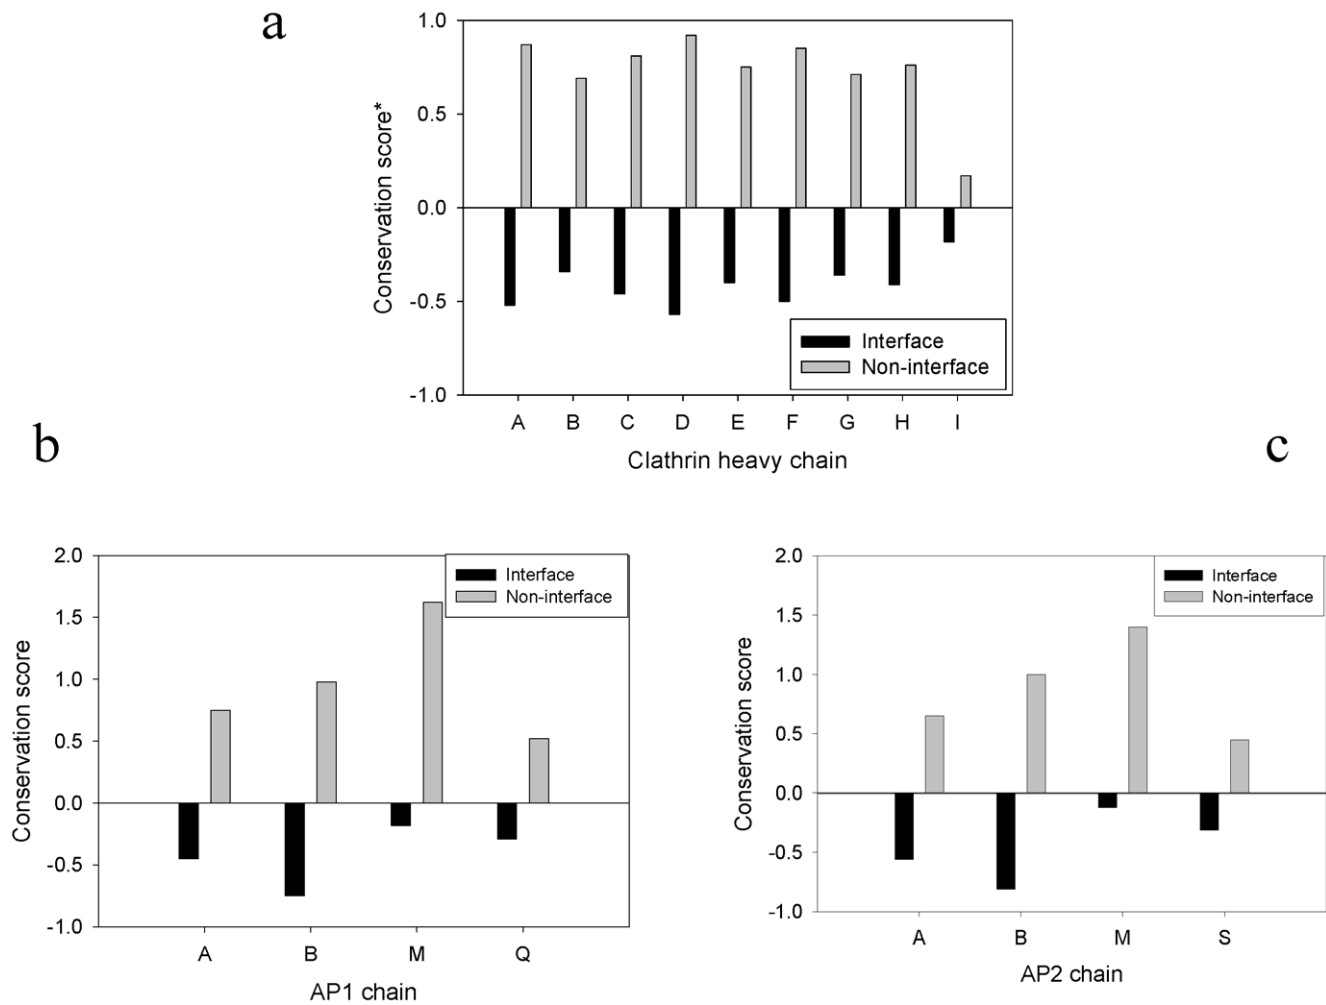 a
1.0
0.5
0.0
-0.5
-1.0
Conservation score*
Interface
Non-interface
A B C D E F G H I
Clathrin heavy chain
b
2.0
1.5
1.0
0.5
0.0
-0.5
-1.0
Conservation score
Interface
Non-interface
A B M Q
AP1 chain
c
2.0
1.5
1.0
0.5
0.0
-0.5
-1.0
Conservation score
Interface
Non-interface
A B M S
AP2 chain